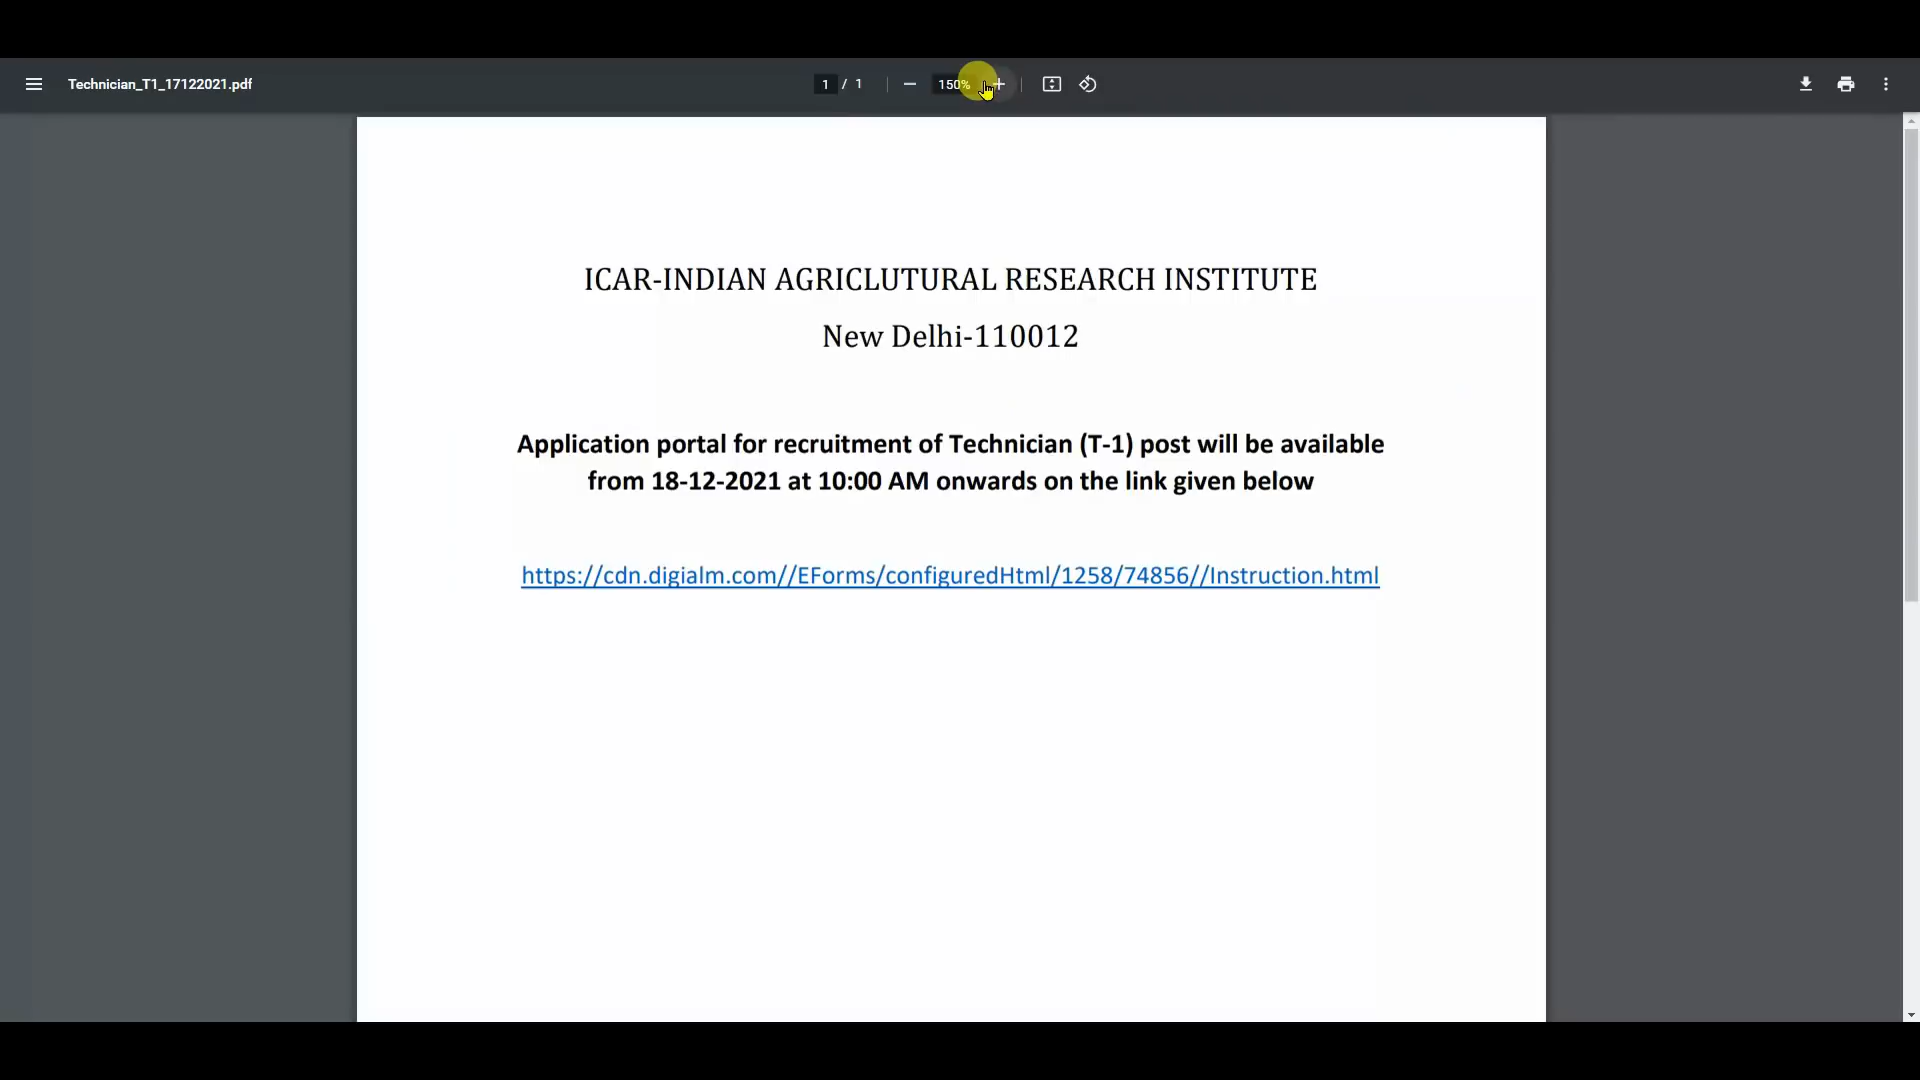 Technician_T1_17122021.pdf
1 / 1
150%
ICAR-INDIAN AGRICLUTURAL RESEARCH INSTITUTE
New Delhi-110012
Application portal for recruitment of Technician (T-1) post will be available
from 18-12-2021 at 10:00 AM onwards on the link given below
https://cdn.digialm.com//EForms/configuredHtml/1258/74856//Instruction.html